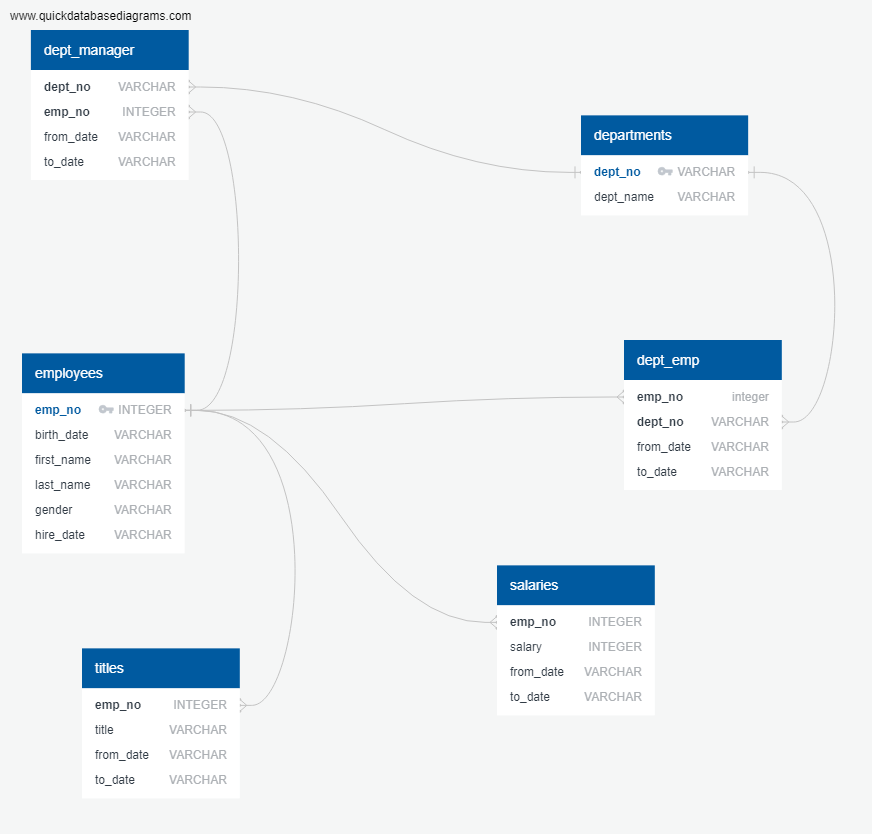 www.quickdatabasediagrams.com
dept_manager
dept_no VARCHAR
emp_no INTEGER
from_date VARCHAR
to_date VARCHAR
departments
dept_no VARCHAR
dept_name VARCHAR
employees
emp_no INTEGER
birth_date VARCHAR
first_name VARCHAR
last_name VARCHAR
gender VARCHAR
hire_date VARCHAR
dept_emp
emp_no integer
dept_no VARCHAR
from_date VARCHAR
to_date VARCHAR
salaries
emp_no INTEGER
salary INTEGER
from_date VARCHAR
to_date VARCHAR
titles
emp_no INTEGER
title VARCHAR
from_date VARCHAR
to_date VARCHAR